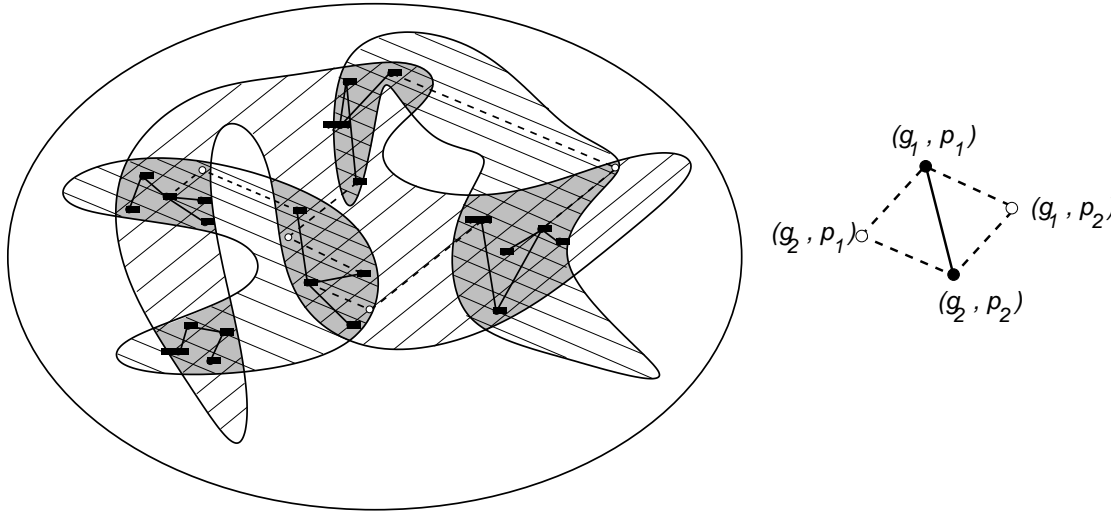 (g1 , p1)
(g1 , p2)
(g2 , p1)
(g2 , p2)